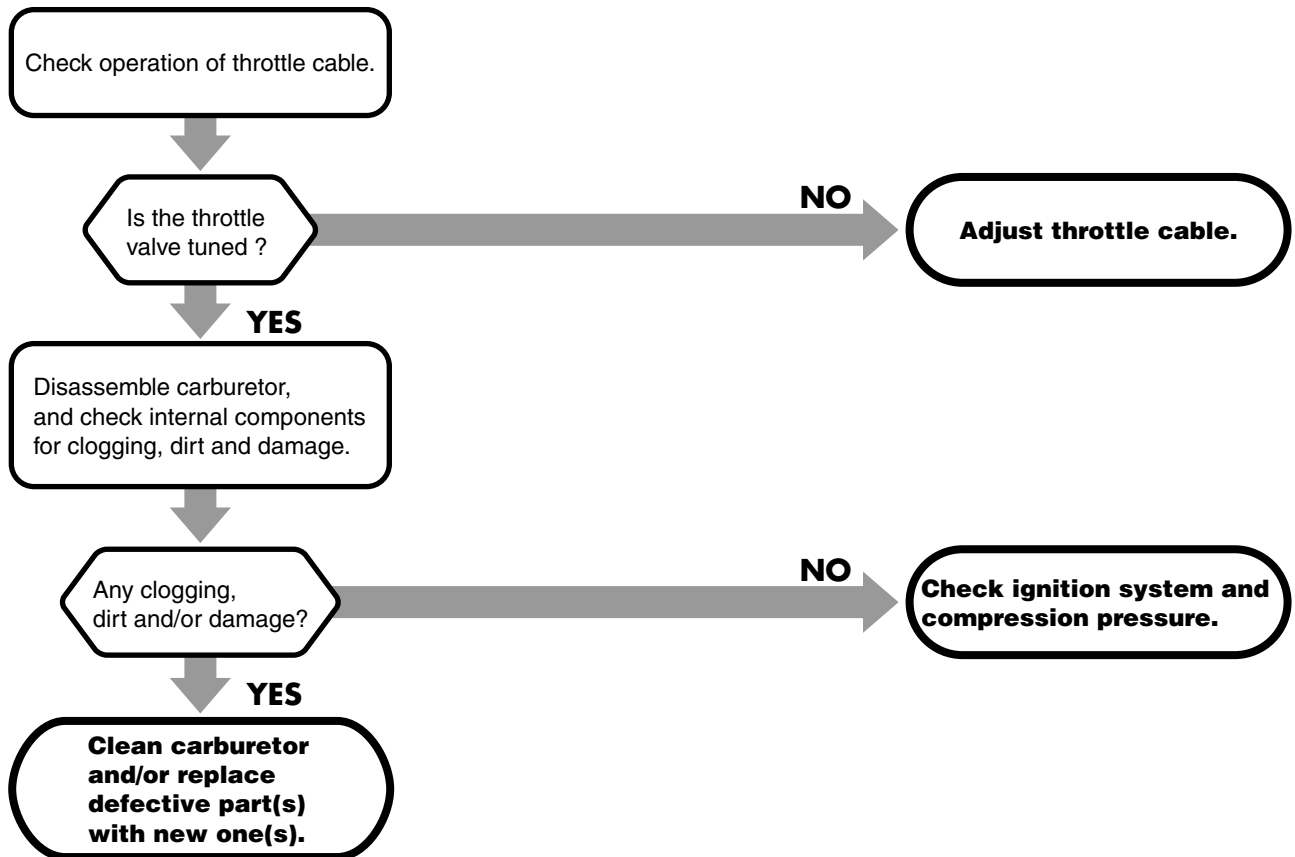 Check operation of throttle cable.
Is the throttle
valve tuned ?
NO
Adjust throttle cable.
YES
Disassemble carburetor,
and check internal components
for clogging, dirt and damage.
Any clogging,
dirt and/or damage?
NO
Check ignition system and
compression pressure.
YES
Clean carburetor
and/or replace
defective part(s)
with new one(s).